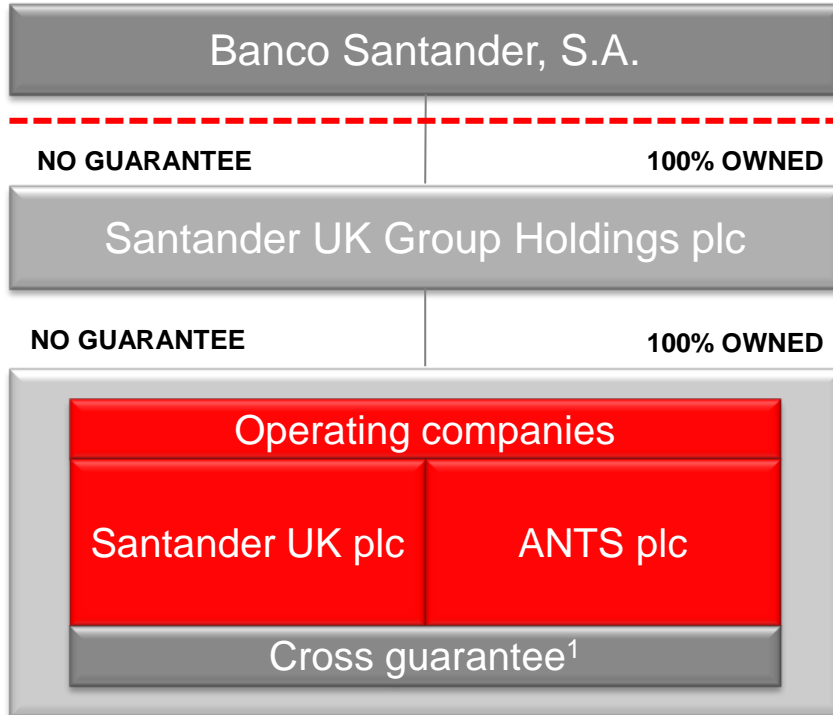 Banco Santander, S.A.
NO GUARANTEE 100% OWNED
Santander UK Group Holdings plc
NO GUARANTEE 100% OWNED
Operating companies
Santander UK plc ANTS plc
Cross guarantee¹